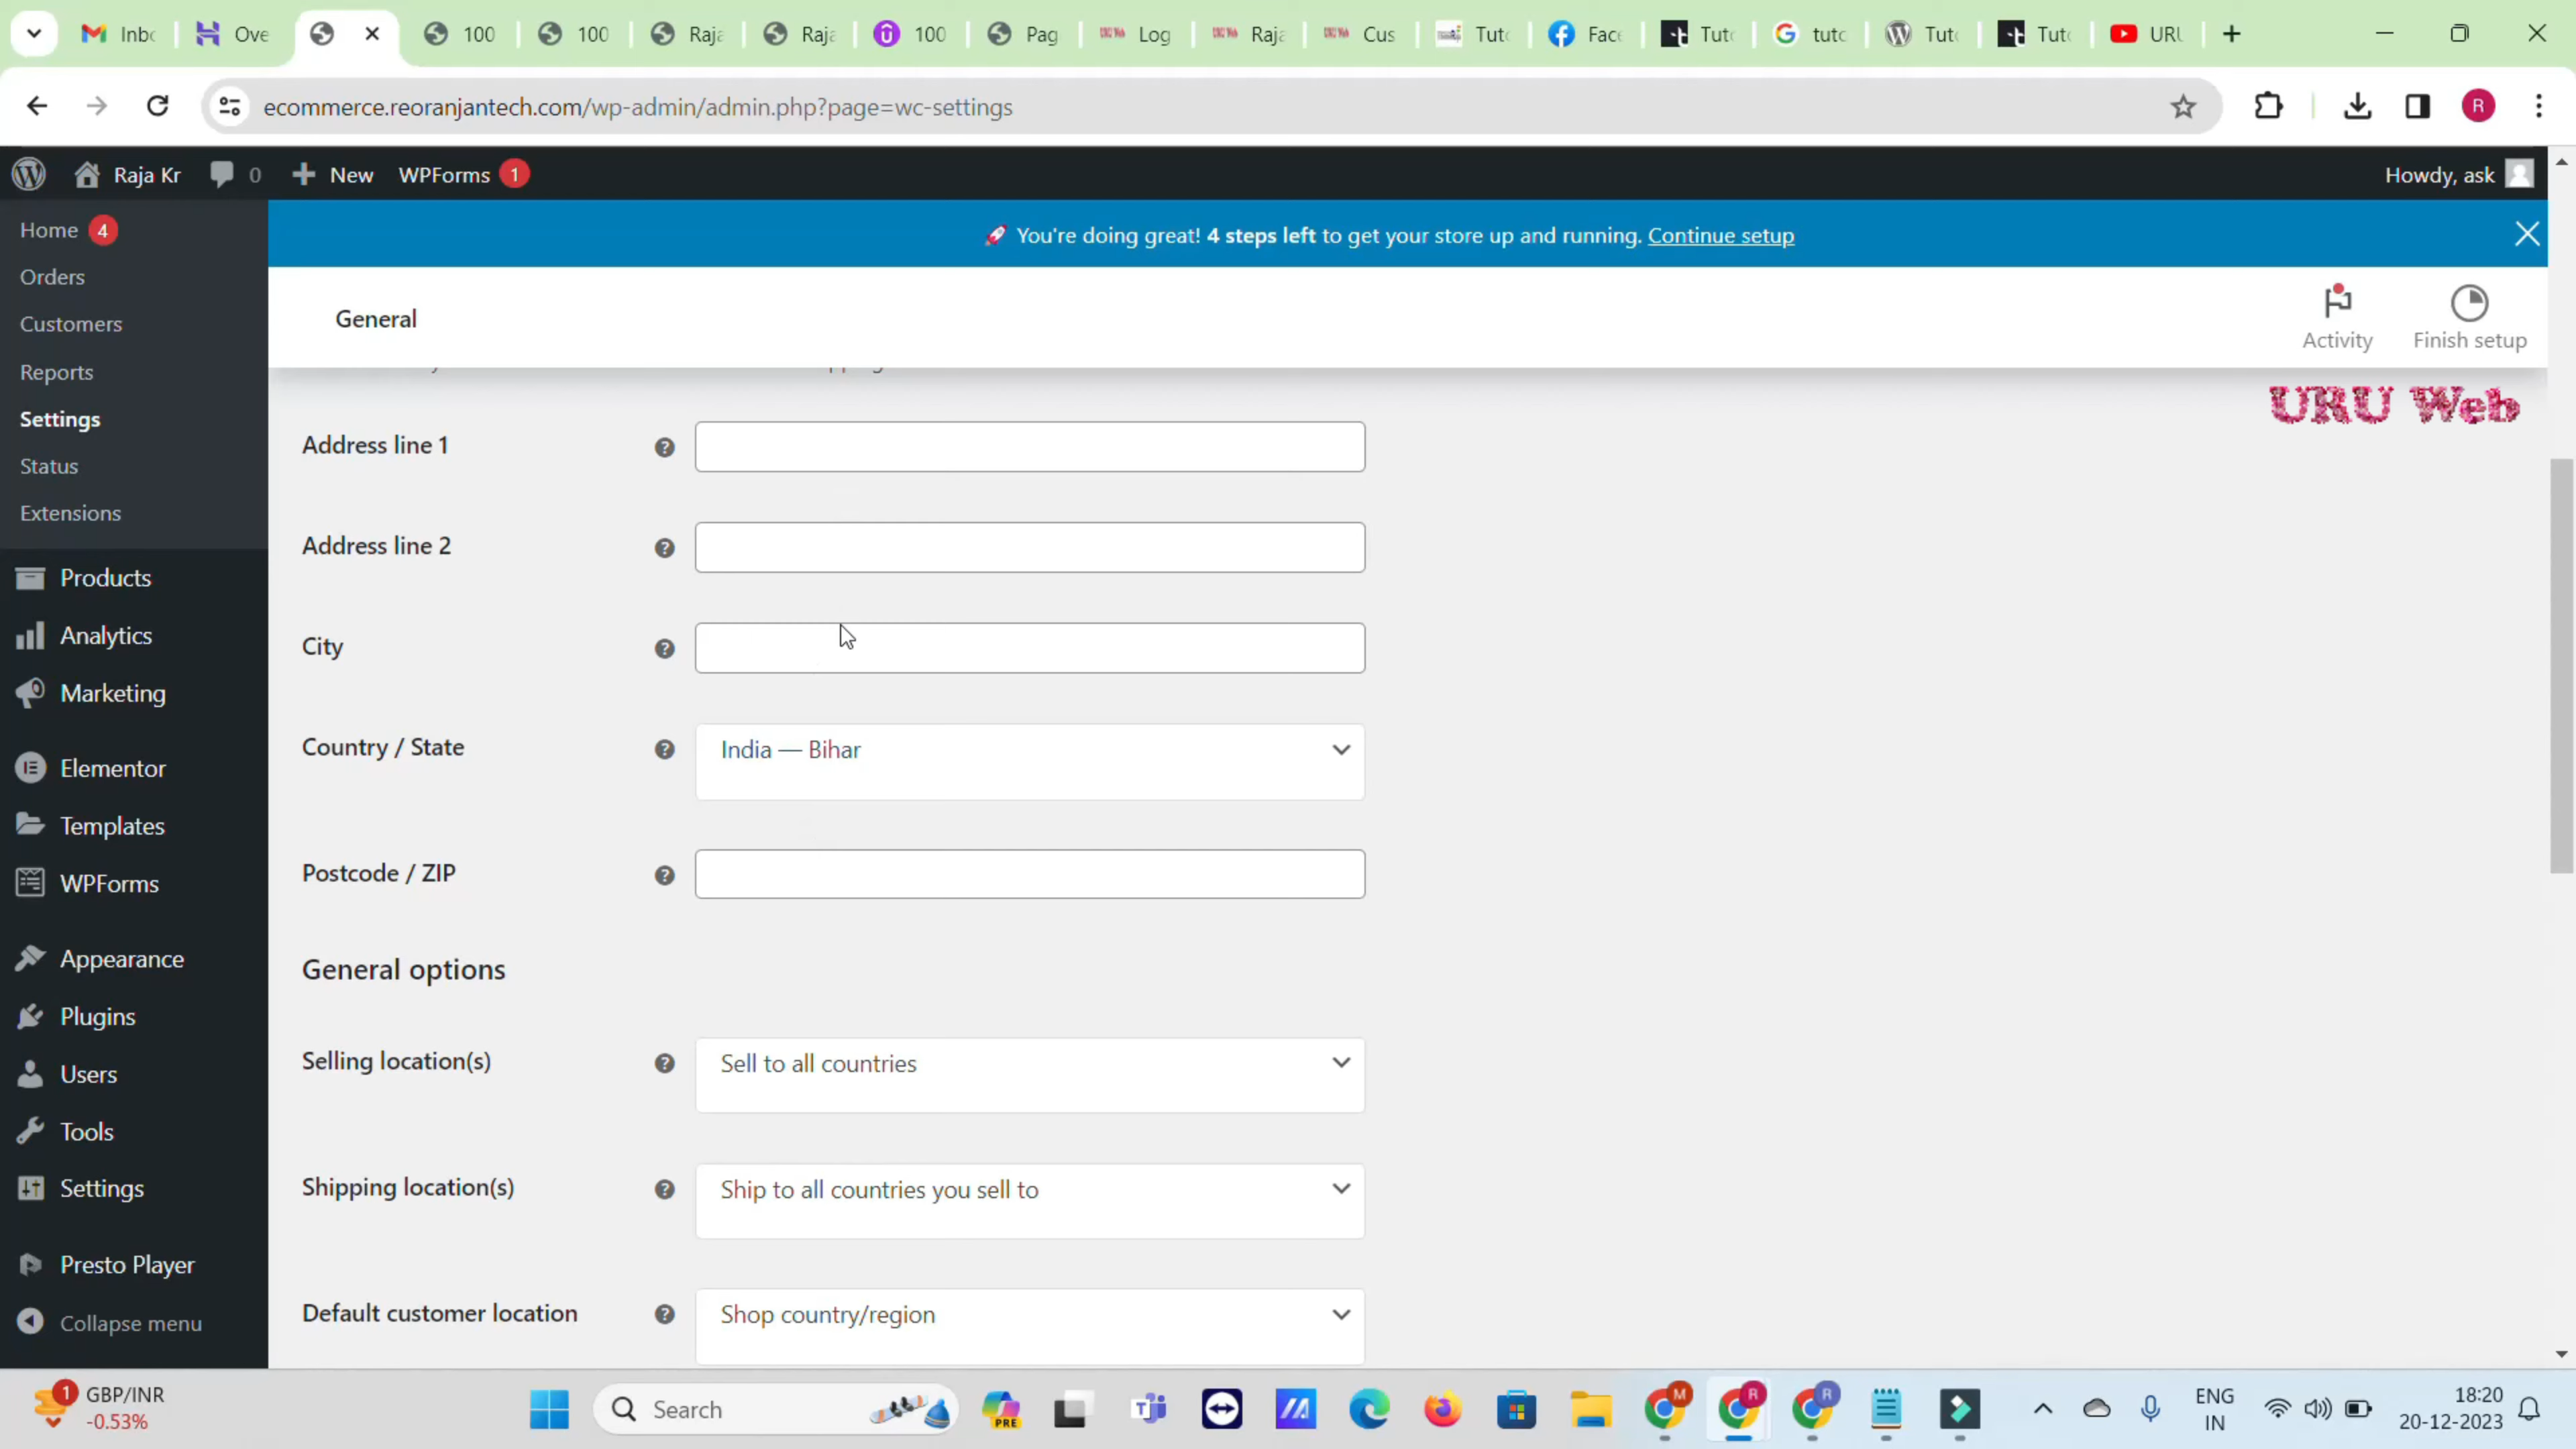 Inbo
Ove
100
100
Raja
Raja
100
Pag
Log
Raja
Cus
Tuto
Face
Tuto
tuto
Tuto
Tuto
URU
ecommerce.reoranjantech.com/wp-admin/admin.php?page=wc-settings
R
Raja Kr
0
New
WPForms 1
Howdy, ask
Home 4
Orders
Customers
Reports
Settings
Status
Extensions
Products
Analytics
Marketing
Elementor
Templates
WPForms
Appearance
Plugins
Users
Tools
Settings
Presto Player
Collapse menu
You're doing great! 4 steps left to get your store up and running. Continue setup
General
Activity
Finish setup
URU Web
Address line 1
Address line 2
City
Country / State
India — Bihar
Postcode / ZIP
General options
Selling location(s)
Sell to all countries
Shipping location(s)
Ship to all countries you sell to
Default customer location
Shop country/region
1
GBP/INR
-0.53%
Search
PRE
M
R
R
ENG
IN
18:20
20-12-2023